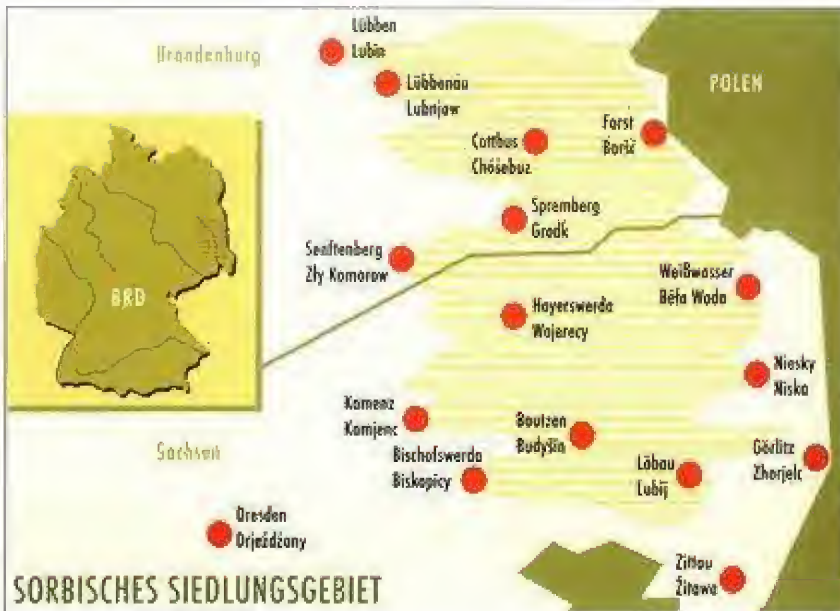 Lübben
Lubin
Brandenburg
Lübbenau
Lubnjow
POLEN
Cottbus
Chóśebuz
Forst
Boršć
Spremberg
Grodk
Senftenberg
Zły Komorow
BRD
Weißwasser
Běła Woda
Hoyerswerda
Wojerecy
Niesky
Niska
Kamenz
Kamjenc
Bautzen
Budyšin
Sachsen
Bischofswerda
Biskopicy
Löbau
Lubij
Görlitz
Zhorjelc
Dresden
Drježdźany
Zittau
Žitawa
SORBISCHES SIEDLUNGSGEBIET